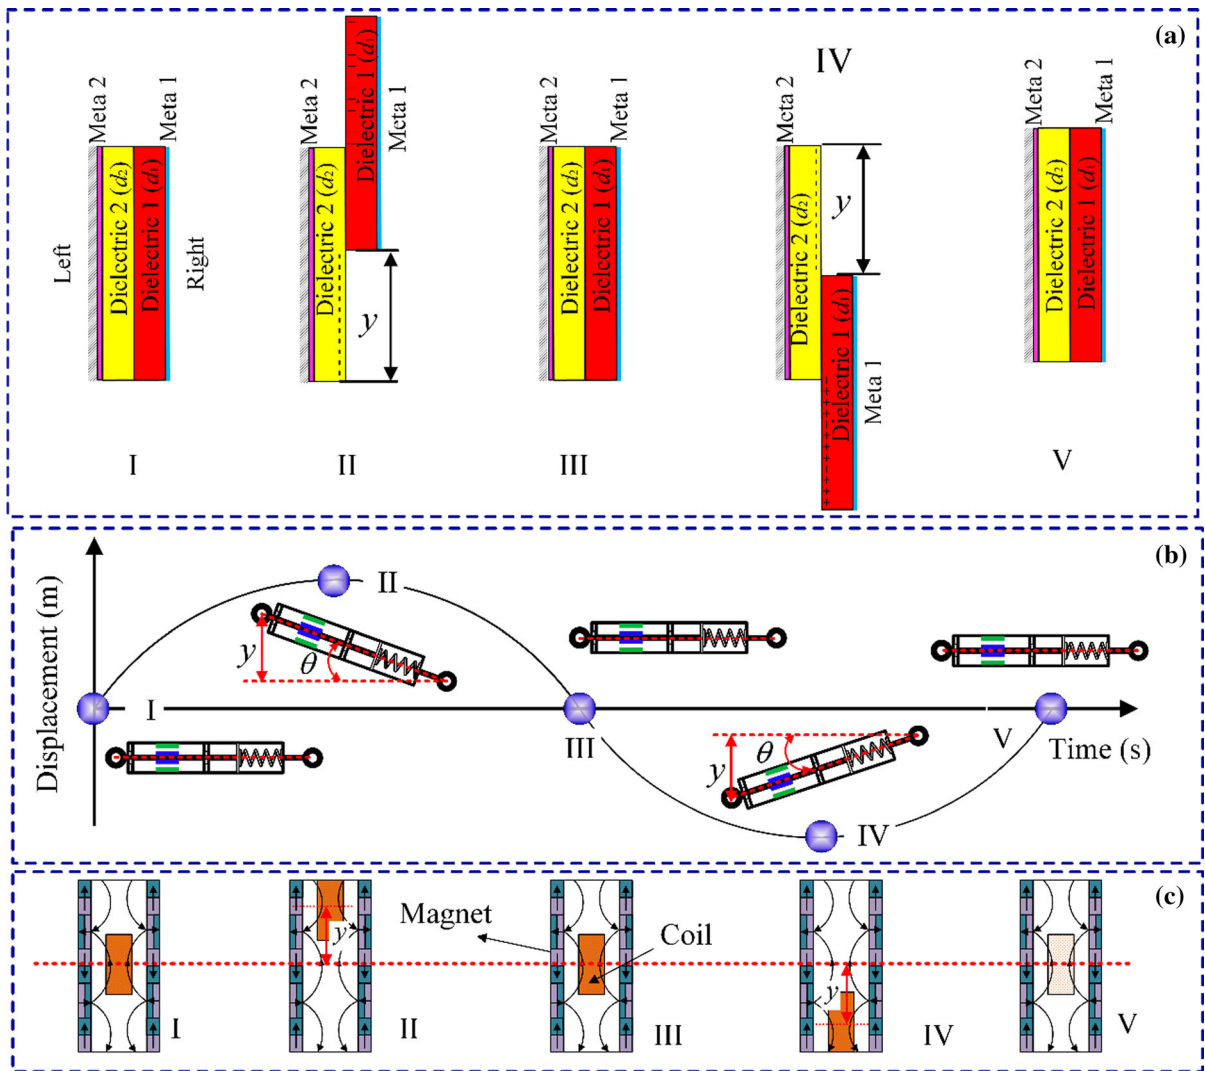 (a)
IV
Meta 2
Meta 1
Left
Dielectric 2 (d₂)
Dielectric 1 (d₁)
Right
I
Meta 2
Dielectric 2 (d₂)
Dielectric 1 (d₁)
Meta 1
y
II
Meta 2
Meta 1
Dielectric 2 (d₂)
Dielectric 1 (d₁)
III
Meta 2
Dielectric 2 (d₂)
y
Dielectric 1 (d₁)
Meta 1
Meta 2
Meta 1
Dielectric 2 (d₂)
Dielectric 1 (d₁)
V
(b)
Displacement (m)
I
II
y
θ
III
y
θ
IV
V
Time (s)
(c)
I
y
II
Magnet
Coil
III
y
IV
V